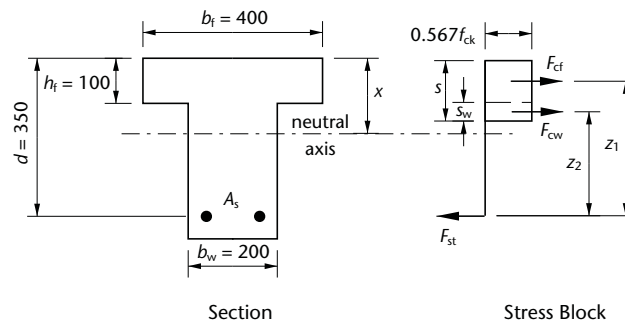 b_f = 400
0.567f_ck
h_f = 100
d = 350
x
neutral
axis
A_s
b_w = 200
s
s_w
F_cf
F_cw
z_2
z_1
F_st
Section
Stress Block